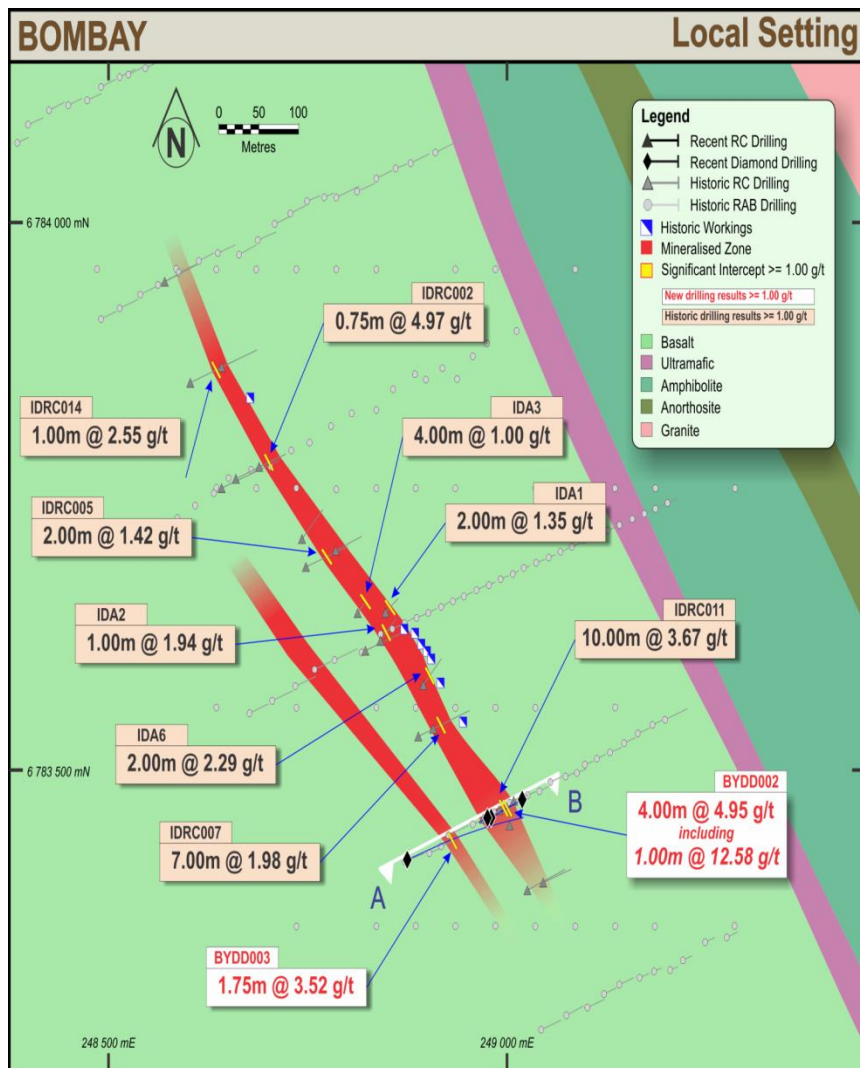 BOMBAY
Local Setting
N
0 50 100
Metres
Legend
Recent RC Drilling
Recent Diamond Drilling
Historic RC Drilling
Historic RAB Drilling
Historic Workings
Mineralised Zone
Significant Intercept >= 1.00 g/t
New drilling results >= 1.00 g/t
Historic drilling results >= 1.00 g/t
Basalt
Ultramafic
Amphibolite
Anorthosite
Granite
6 784 000 mN
IDRC002
0.75m @ 4.97 g/t
IDRC014
1.00m @ 2.55 g/t
IDA3
4.00m @ 1.00 g/t
IDA1
2.00m @ 1.35 g/t
IDRC005
2.00m @ 1.42 g/t
IDA2
1.00m @ 1.94 g/t
IDRC011
10.00m @ 3.67 g/t
IDA6
2.00m @ 2.29 g/t
6 783 500 mN
BYDD002
4.00m @ 4.95 g/t
including
1.00m @ 12.58 g/t
IDRC007
7.00m @ 1.98 g/t
B
A
BYDD003
1.75m @ 3.52 g/t
248 500 mE
249 000 mE